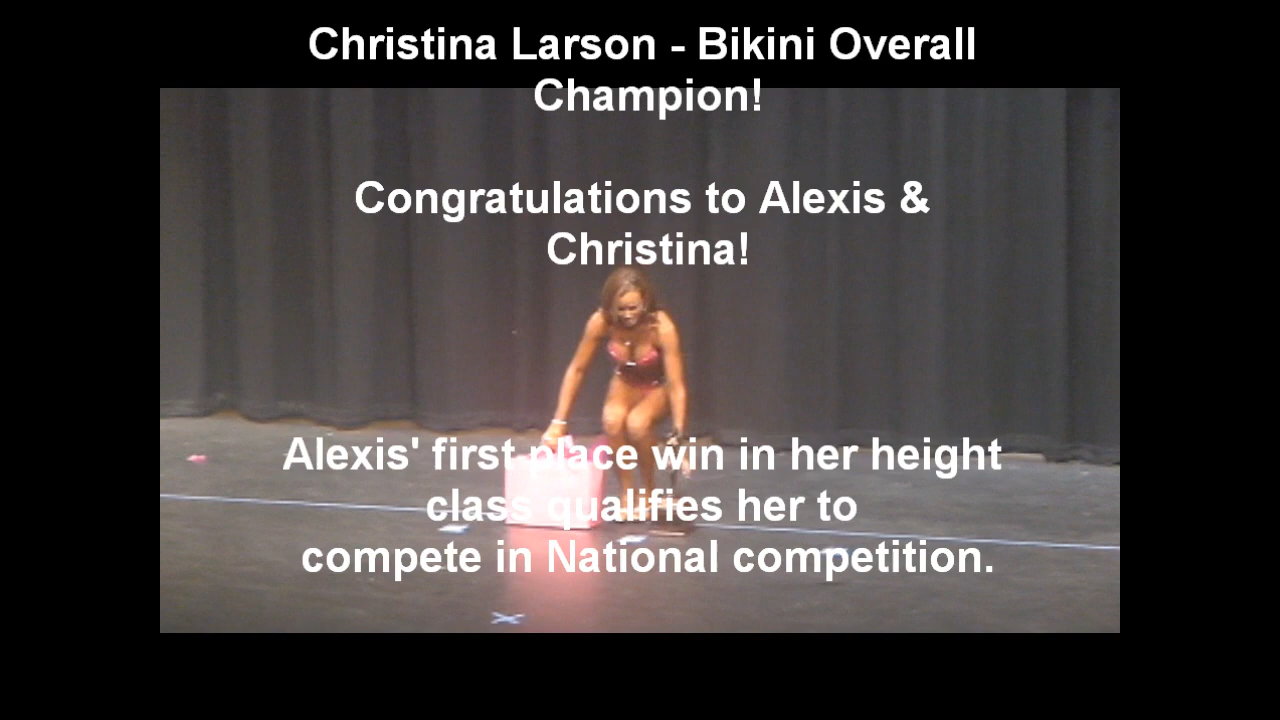 Christina Larson - Bikini Overall
Champion!
Congratulations to Alexis &
Christina!
Alexis' first place win in her height
class qualifies her to
compete in National competition.